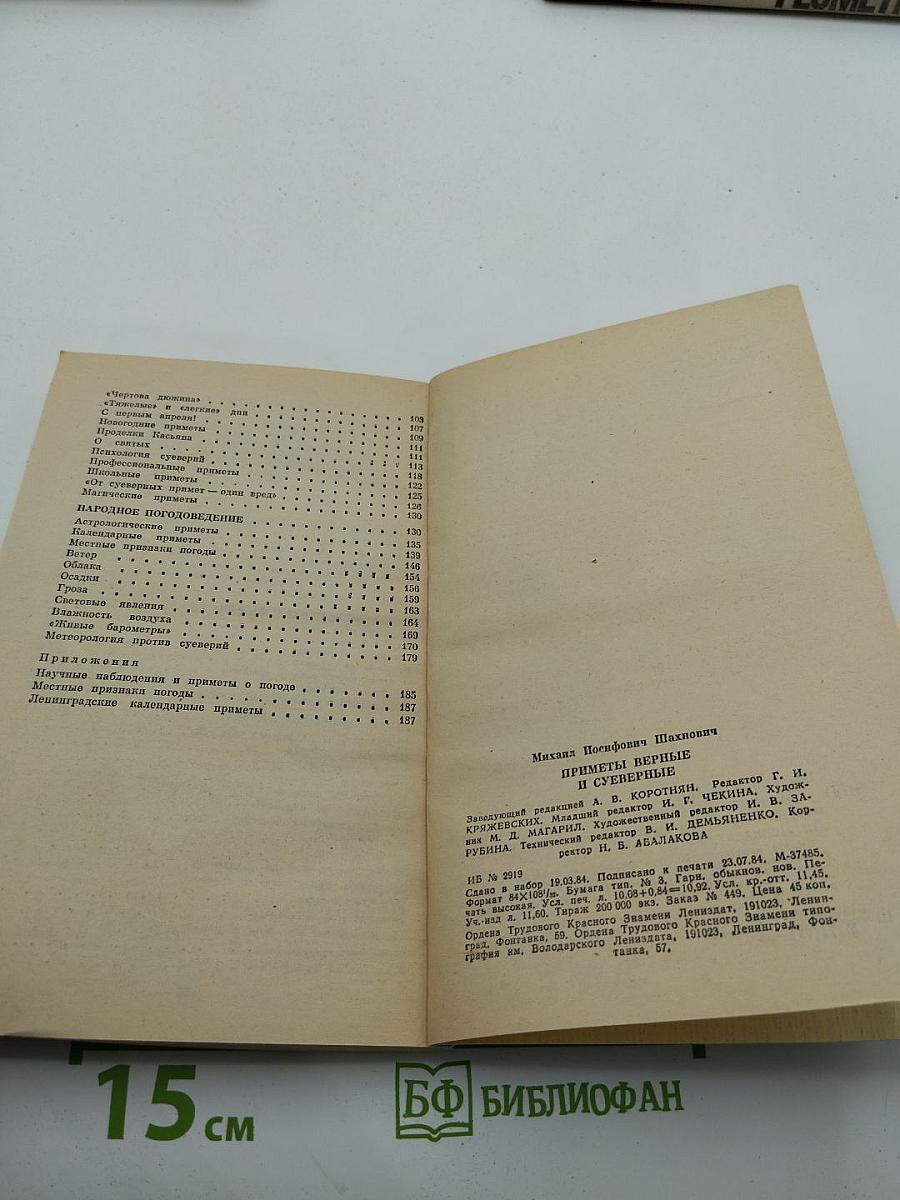 ГЕОМЕТ
«Чертова дюжина» . . . . . . . . . . . 103
«Тяжелые» и «легкие» дни . . . . . . . . 107
С первым апреля! . . . . . . . . . . . 109
Новогодние приметы . . . . . . . . . . 111
Проделки Касьяна . . . . . . . . . . . 111
О святых . . . . . . . . . . . . . 113
Психология суеверий . . . . . . . . . . 118
Профессиональные приметы . . . . . . . . 122
Школьные приметы . . . . . . . . . . . 125
«От суеверных примет — один вред» . . . . . . 126
Магические приметы . . . . . . . . . . 130
НАРОДНОЕ ПОГОДОВЕДЕНИЕ . . . . . . . . 130
Астрологические приметы . . . . . . . . . 135
Календарные приметы . . . . . . . . . . 139
Местные признаки погоды . . . . . . . . . 146
Ветер . . . . . . . . . . . . . . 154
Облака . . . . . . . . . . . . . . 156
Осадки . . . . . . . . . . . . . . 159
Гроза . . . . . . . . . . . . . . 163
Световые явления . . . . . . . . . . . 164
Влажность воздуха . . . . . . . . . . . 169
«Живые барометры» . . . . . . . . . . . 170
Метеорология против суеверий . . . . . . . . 179
Приложения
Научные наблюдения и приметы о погоде . . . . . . 185
Местные признаки погоды . . . . . . . . . 187
Ленинградские календарные приметы . . . . . . . 187
Михаил Иосифович Шахнович
ПРИМЕТЫ ВЕРНЫЕ
И СУЕВЕРНЫЕ
Заведующий редакцией А. В. КОРОТНЯН. Редактор Г. И.
КРЯЖЕВСКИХ. Младший редактор И. Г. ЧЕКИНА. Худож-
ник М. Д. МАГАРИЛ. Художественный редактор И. В. ЗА-
РУБИНА. Технический редактор В. И. ДЕМЬЯНЕНКО. Кор-
ректор Н. Б. АБАЛАКОВА
ИБ № 2919
Сдано в набор 19.03.84. Подписано к печати 23.07.84. М-37485.
Формат 84×108¹/₃₂. Бумага тип. № 3. Гарн. обыкнов. нов. Пе-
чать высокая. Усл. печ. л. 10,08+0,84=10,92. Усл. кр.-отт. 11,45.
Уч.-изд л. 11,60. Тираж 200 000 экз. Заказ № 449. Цена 45 коп.
Ордена Трудового Красного Знамени Лениздат, 191023, Ленин-
град, Фонтанка, 59. Ордена Трудового Красного Знамени типо-
графия им. Володарского Лениздата, 191023, Ленинград, Фон-
танка, 57.
15 см
БФ БИБЛИОФАН